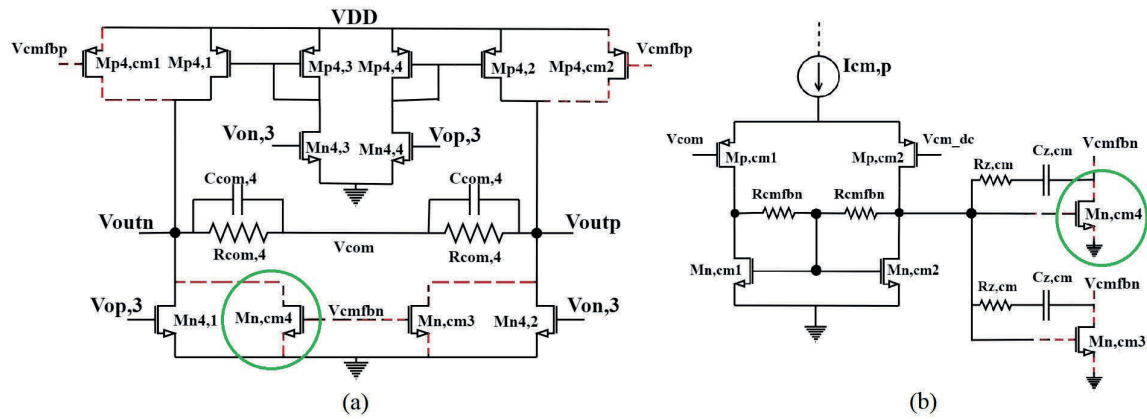 VDD
Vcmfbp
Mp4,cm1
Mp4,1
Mp4,3
Mp4,4
Mp4,2
Mp4,cm2
Vcmfbp
Von,3
Mn4,3
Mn4,4
Vop,3
Ccom,4
Ccom,4
Voutn
Rcom,4
Vcom
Rcom,4
Voutp
Vop,3
Mn4,1
Mn,cm4
Vcmfbn
Mn,cm3
Mn4,2
Von,3
(a)
Icm,p
Vcom
Mp,cm1
Mp,cm2
Vcm_dc
Rcmfbn
Rcmfbn
Mn,cm1
Mn,cm2
Rz,cm
Cz,cm
Vcmfbn
Mn,cm4
Rz,cm
Cz,cm
Vcmfbn
Mn,cm3
(b)